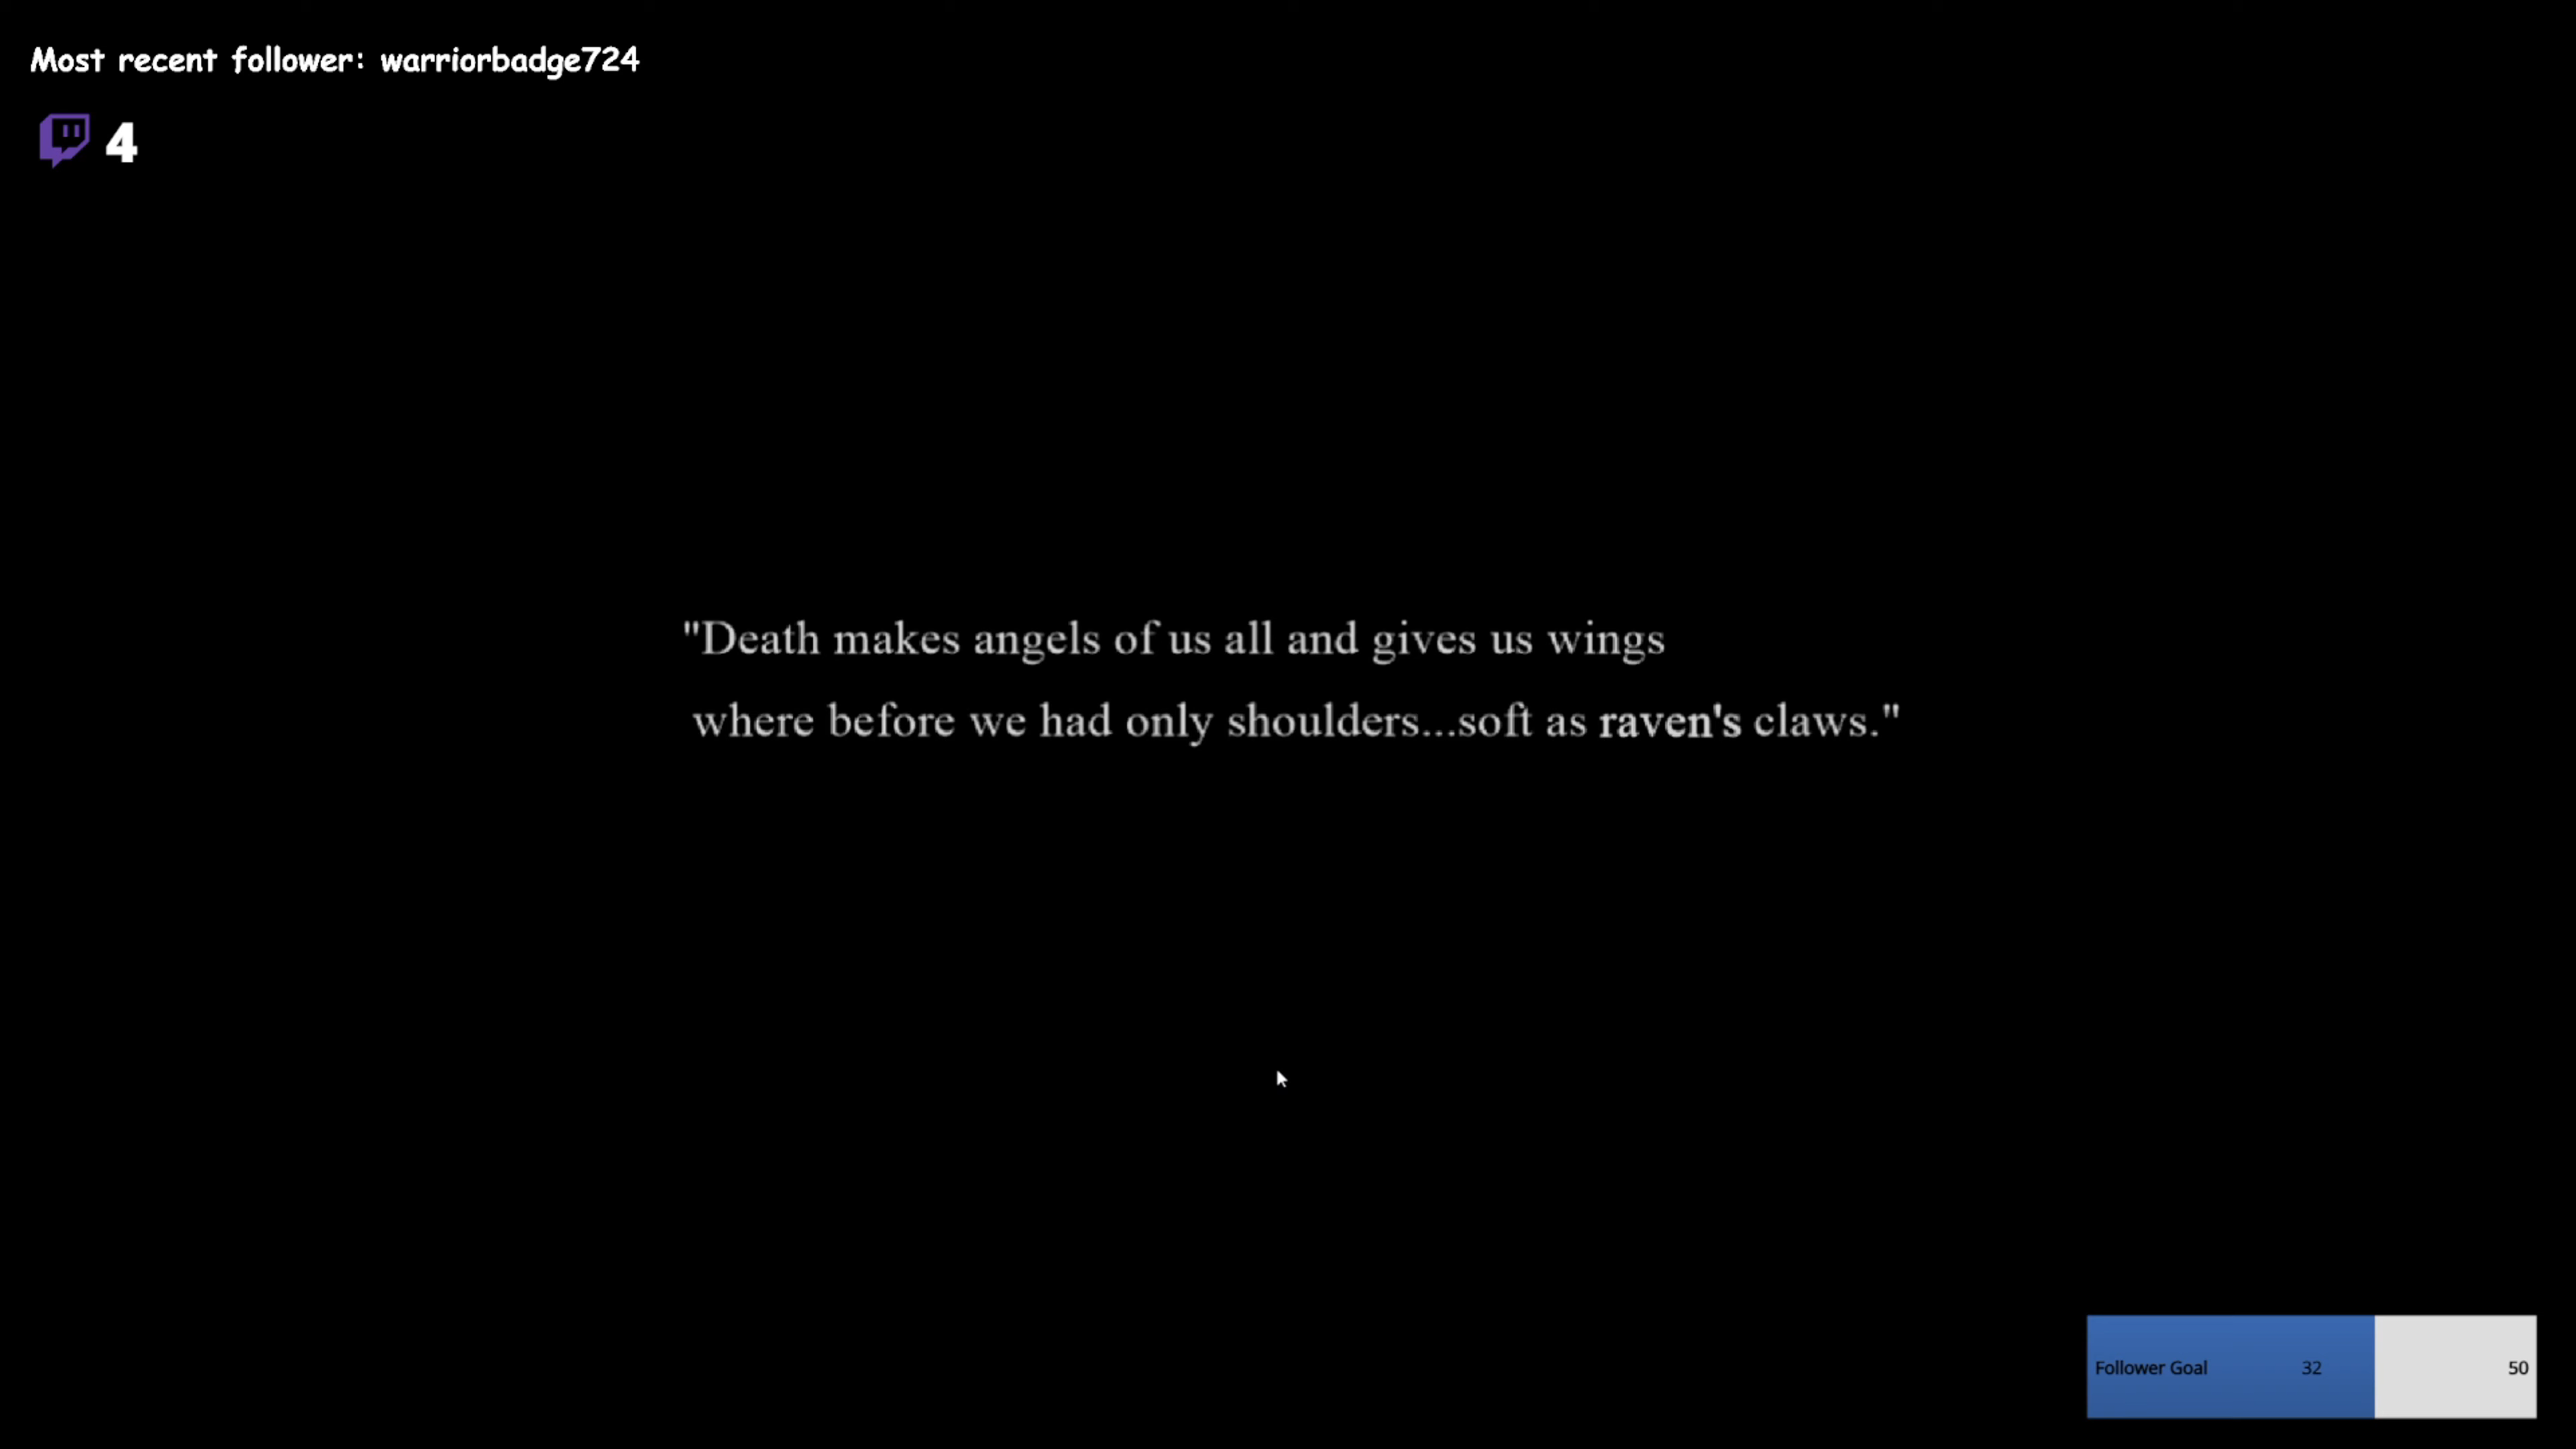 Most recent follower: warriorbadge724
4
"Death makes angels of us all and gives us wings
where before we had only shoulders...soft as raven's claws."
Follower Goal 32 50